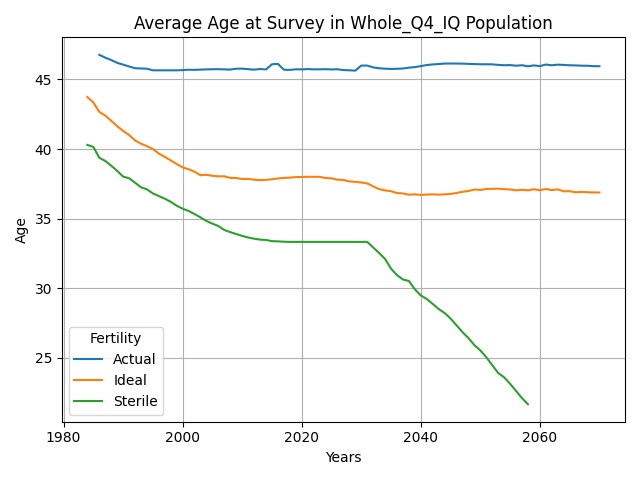 Average Age at Survey in Whole_Q4_IQ Population
Age
45
40
35
30
25
Fertility
Actual
Ideal
Sterile
1980
2000
2020
2040
2060
Years